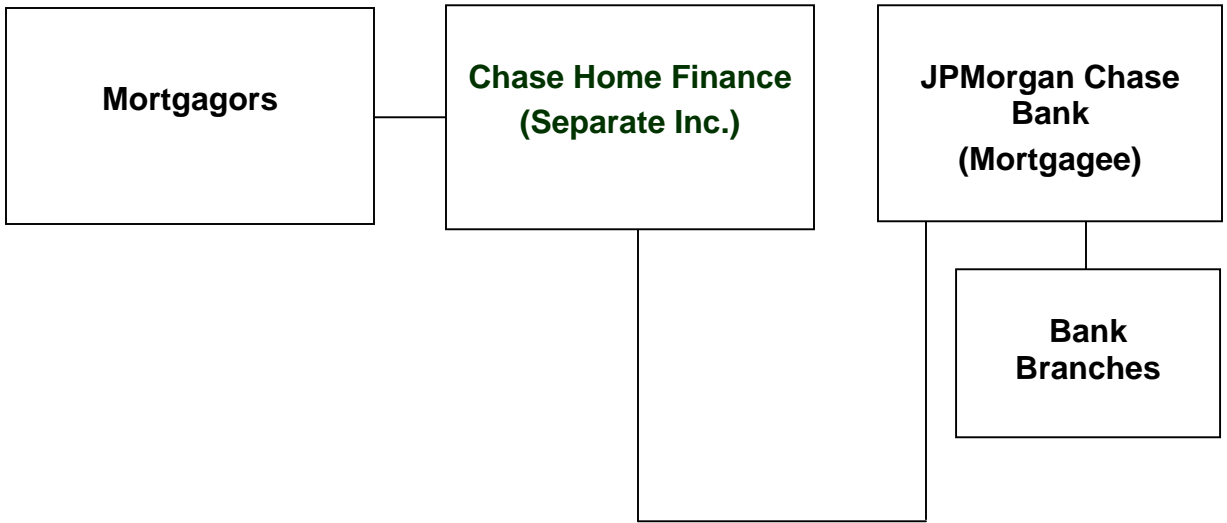 Mortgagors
Chase Home Finance
(Separate Inc.)
JPMorgan Chase
Bank
(Mortgagee)
Bank
Branches